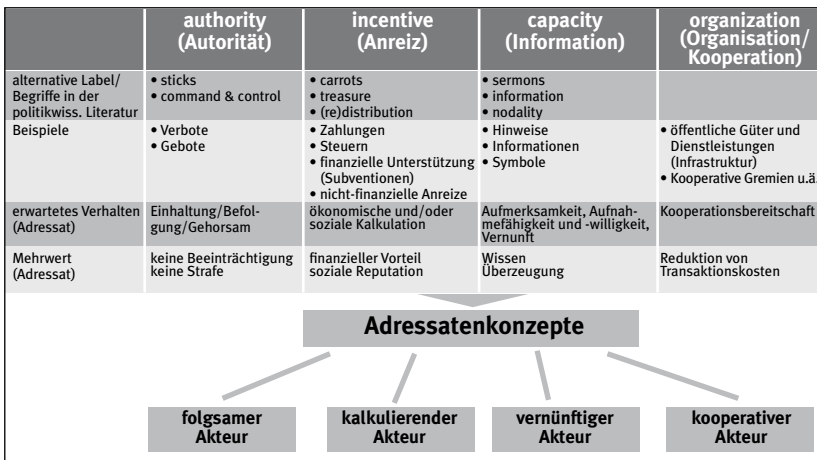 authority
(Autorität)
incentive
(Anreiz)
capacity
(Information)
organization
(Organisation/
Kooperation)
alternative Label/
Begriffe in der
politikwiss. Literatur
• sticks
• command & control
• carrots
• treasure
• (re)distribution
• sermons
• information
• nodality
Beispiele
• Verbote
• Gebote
• Zahlungen
• Steuern
• finanzielle Unterstützung
(Subventionen)
• nicht-finanzielle Anreize
• Hinweise
• Informationen
• Symbole
• öffentliche Güter und
Dienstleistungen
(Infrastruktur)
• Kooperative Gremien u.ä.
erwartetes Verhalten
(Adressat)
Einhaltung/Befol-
gung/Gehorsam
ökonomische und/oder
soziale Kalkulation
Aufmerksamkeit, Aufnah-
mefähigkeit und -willigkeit,
Vernunft
Kooperationsbereitschaft
Mehrwert
(Adressat)
keine Beeinträchtigung
keine Strafe
finanzieller Vorteil
soziale Reputation
Wissen
Überzeugung
Reduktion von
Transaktionskosten
Adressatenkonzepte
folgsamer
Akteur
kalkulierender
Akteur
vernünftiger
Akteur
kooperativer
Akteur